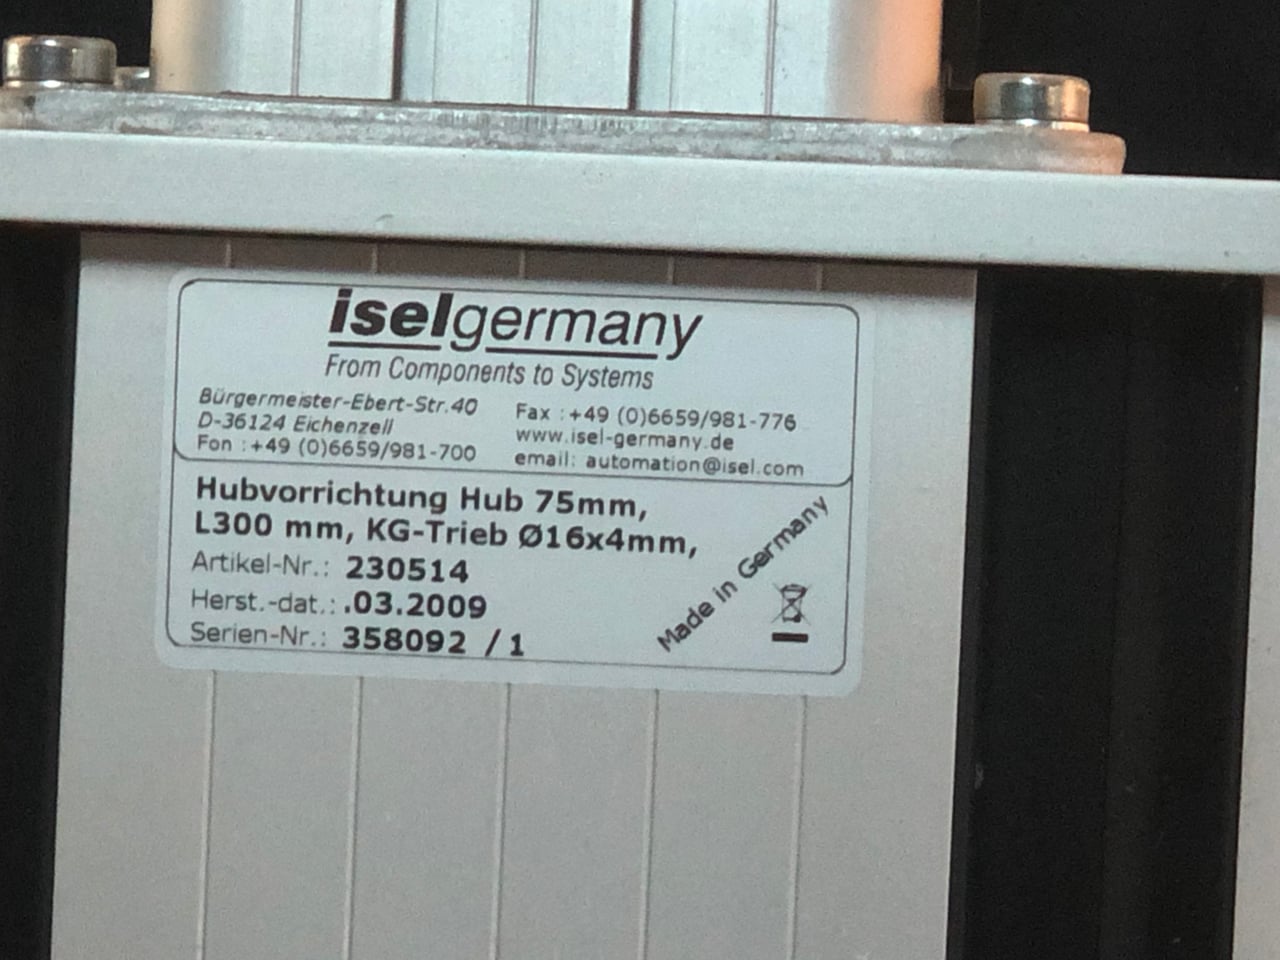 iselgermany
From Components to Systems
Bürgermeister-Ebert-Str.40
D-36124 Eichenzell
Fon :+49 (0)6659/981-700
Fax :+49 (0)6659/981-776
www.isel-germany.de
email: automation@isel.com
Hubvorrichtung Hub 75mm,
L300 mm, KG-Trieb Ø16x4mm,
Artikel-Nr.: 230514
Herst.-dat.: .03.2009
Serien-Nr.: 358092 / 1
Made in Germany